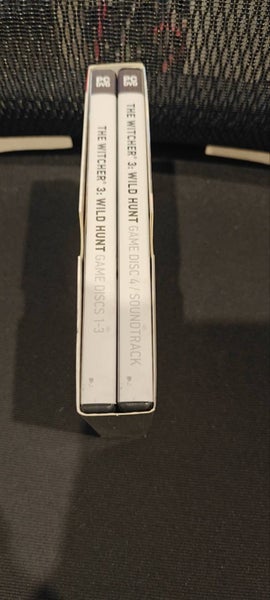 PC DVD
THE WITCHER® 3: WILD HUNT GAME DISCS 1-3
PC DVD
THE WITCHER® 3: WILD HUNT GAME DISC 4 / SOUNDTRACK